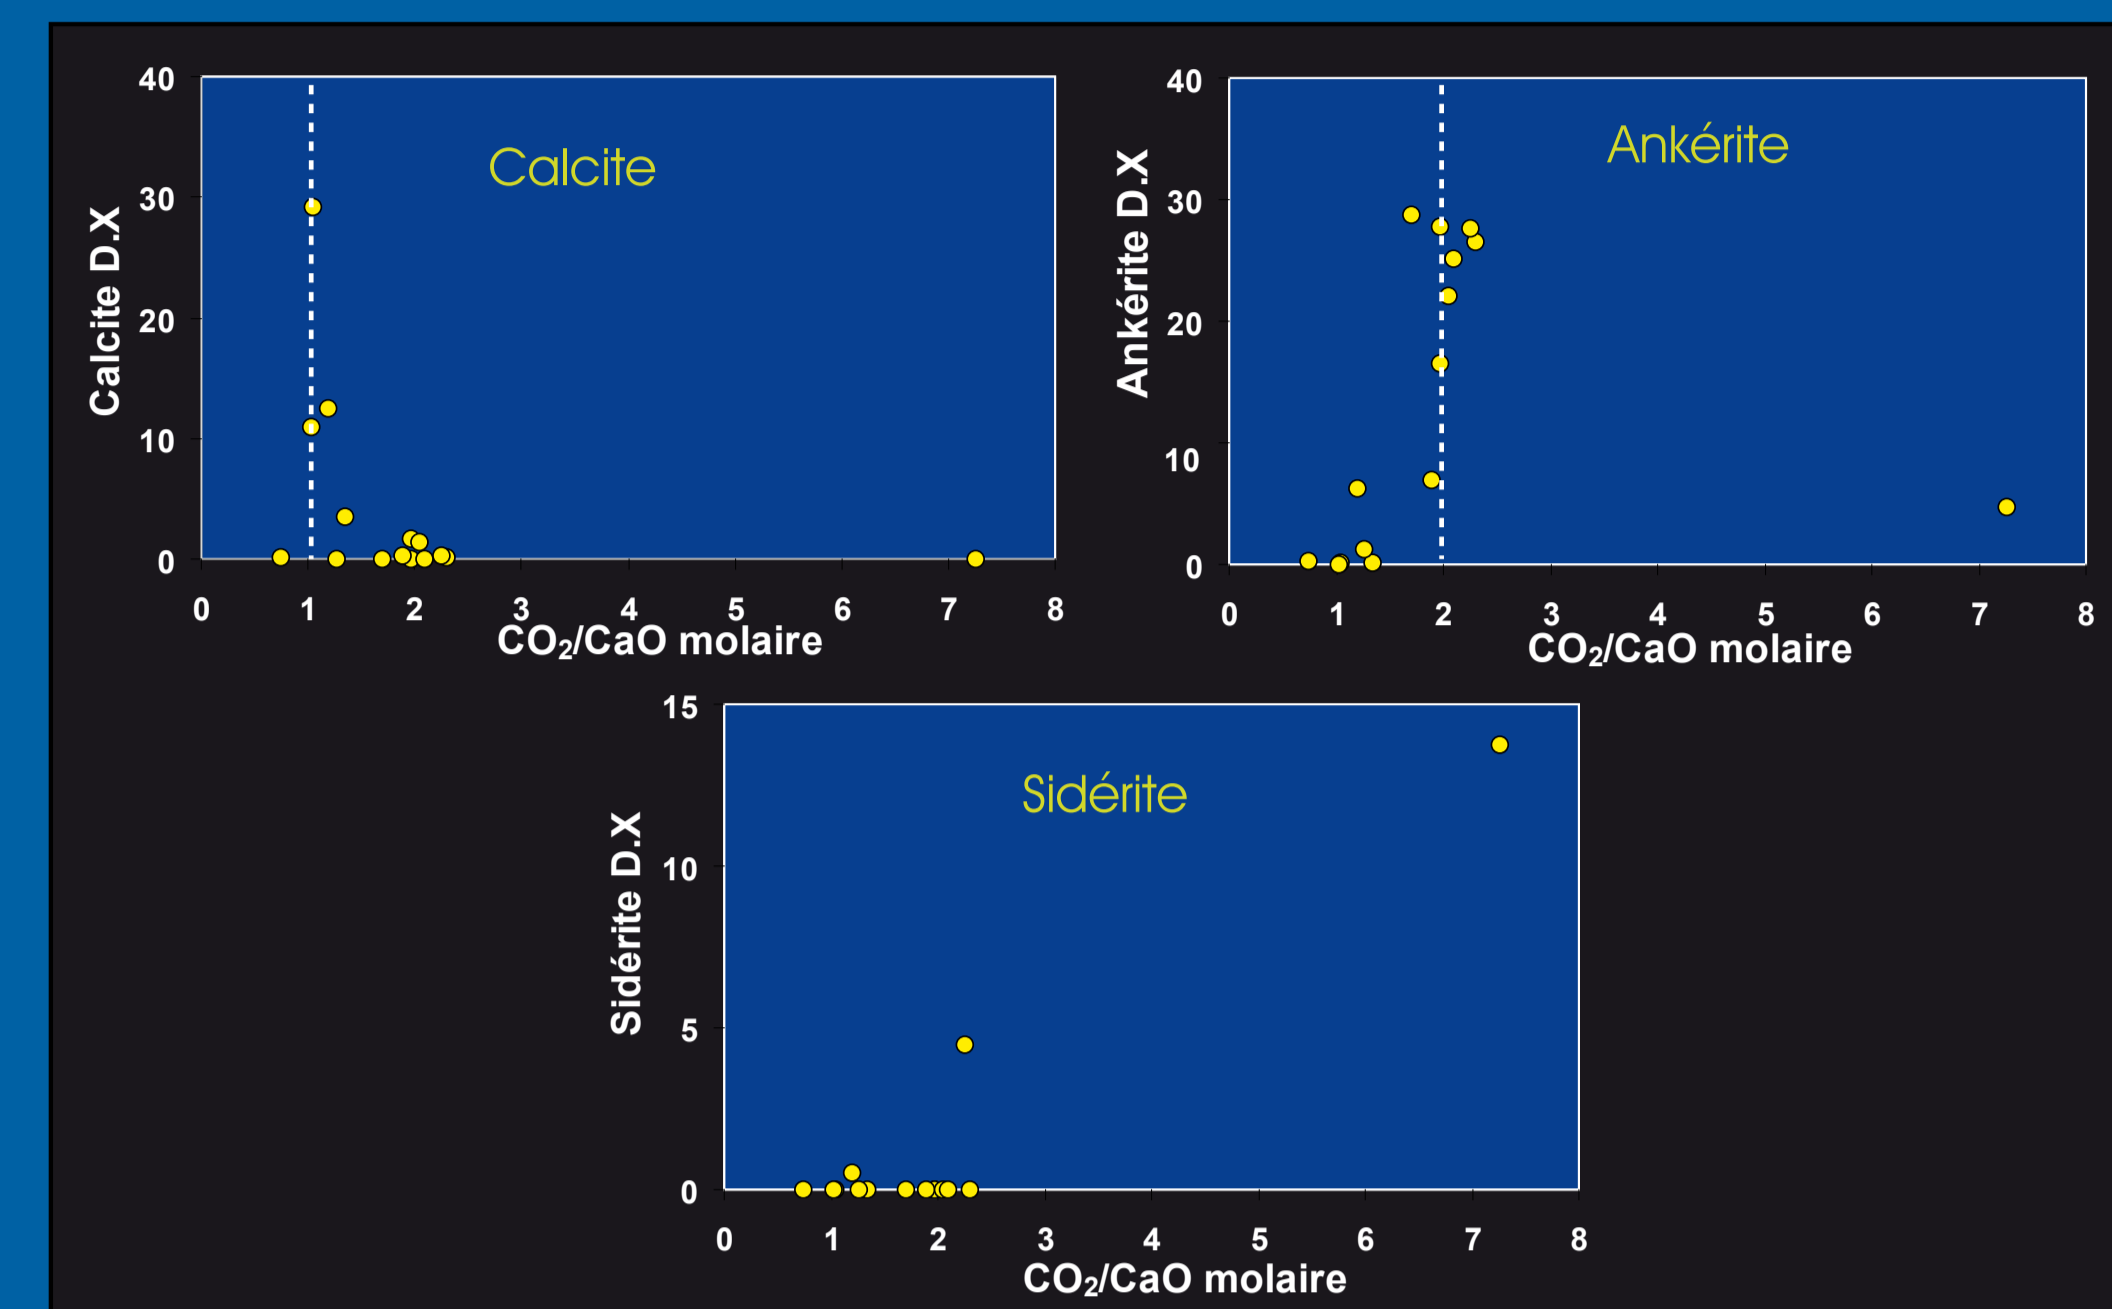 Calcite
Calcite D.X
40
30
20
10
0
0 1 2 3 4 5 6 7 8
CO₂/CaO molaire
Ankérite
Ankérite D.X
40
30
20
10
0
0 1 2 3 4 5 6 7 8
CO₂/CaO molaire
Sidérite
Sidérite D.X
15
10
5
0
0 1 2 3 4 5 6 7 8
CO₂/CaO molaire